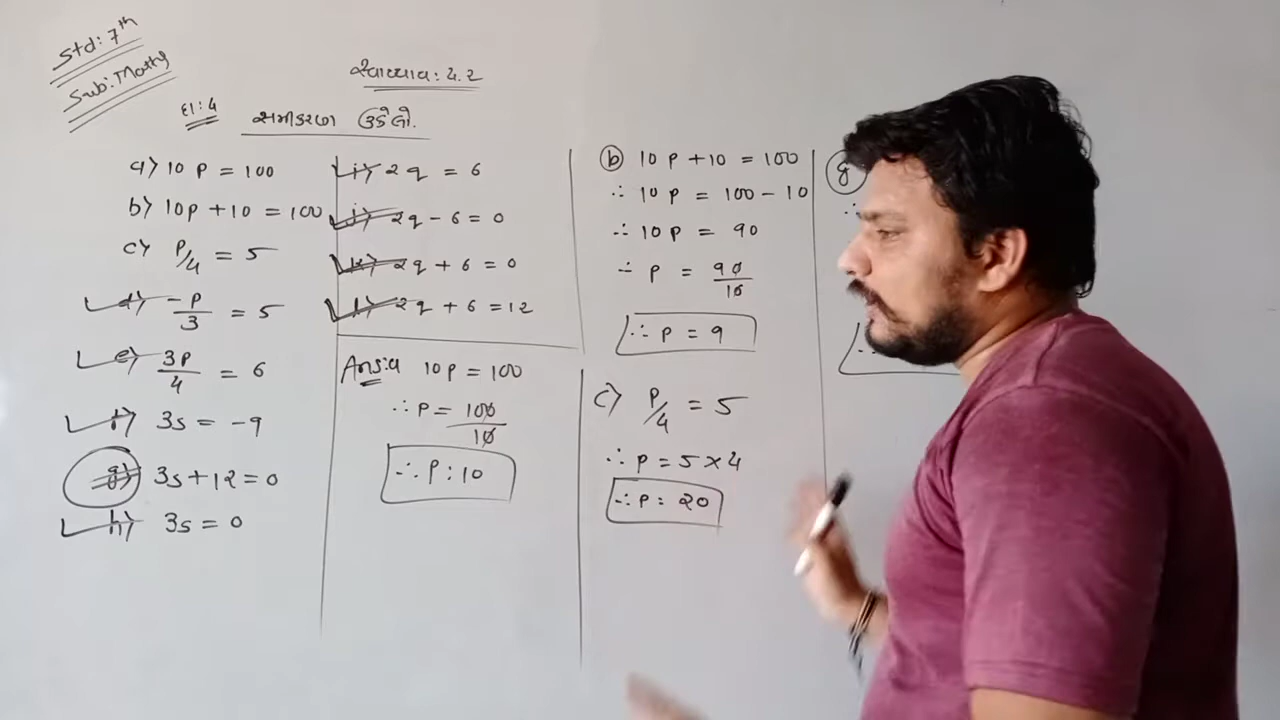 Std: 7th
Sub: Maths
સ્વાધ્યાય: 4.2
દા: 4
સમીકરણ ઉકેલો.
a) 10 P = 100
b) 10p + 10 = 100
c) P/4 = 5
d) -P/3 = 5
e) 3P/4 = 6
f) 3s = -9
g) 3s + 12 = 0
h) 3s = 0
i) 2q = 6
j) 2q - 6 = 0
k) 2q + 6 = 0
l) 2q + 6 = 12
Ans: a 10p = 100
∴ P = 100/10
∴ P : 10
b 10 P + 10 = 100
∴ 10 P = 100 - 10
∴ 10 P = 90
∴ P = 90/10
∴ P = 9
c) P/4 = 5
∴ P = 5 × 4
∴ P = 20
g
∴